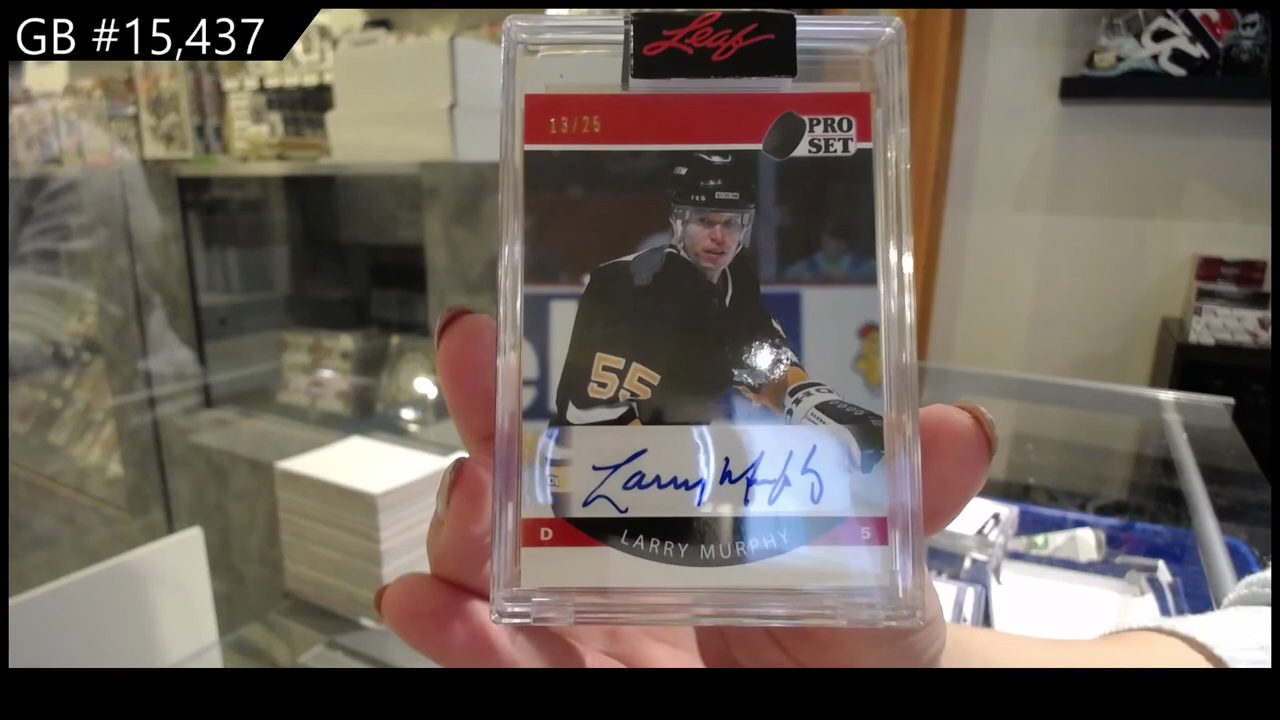 GB #15,437
Leaf
13/25
PRO
SET
55
Larry Murphy
D LARRY MURPHY 5